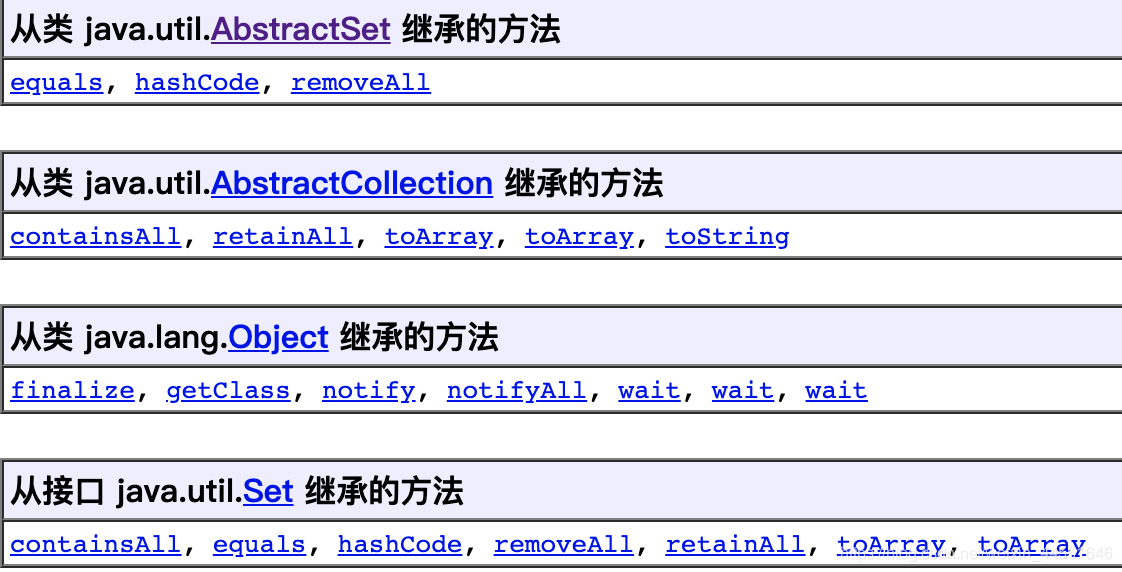 从类 java.util.AbstractSet 继承的方法
equals, hashCode, removeAll
从类 java.util.AbstractCollection 继承的方法
containsAll, retainAll, toArray, toArray, toString
从类 java.lang.Object 继承的方法
finalize, getClass, notify, notifyAll, wait, wait, wait
从接口 java.util.Set 继承的方法
containsAll, equals, hashCode, removeAll, retainAll, toArray, toArray